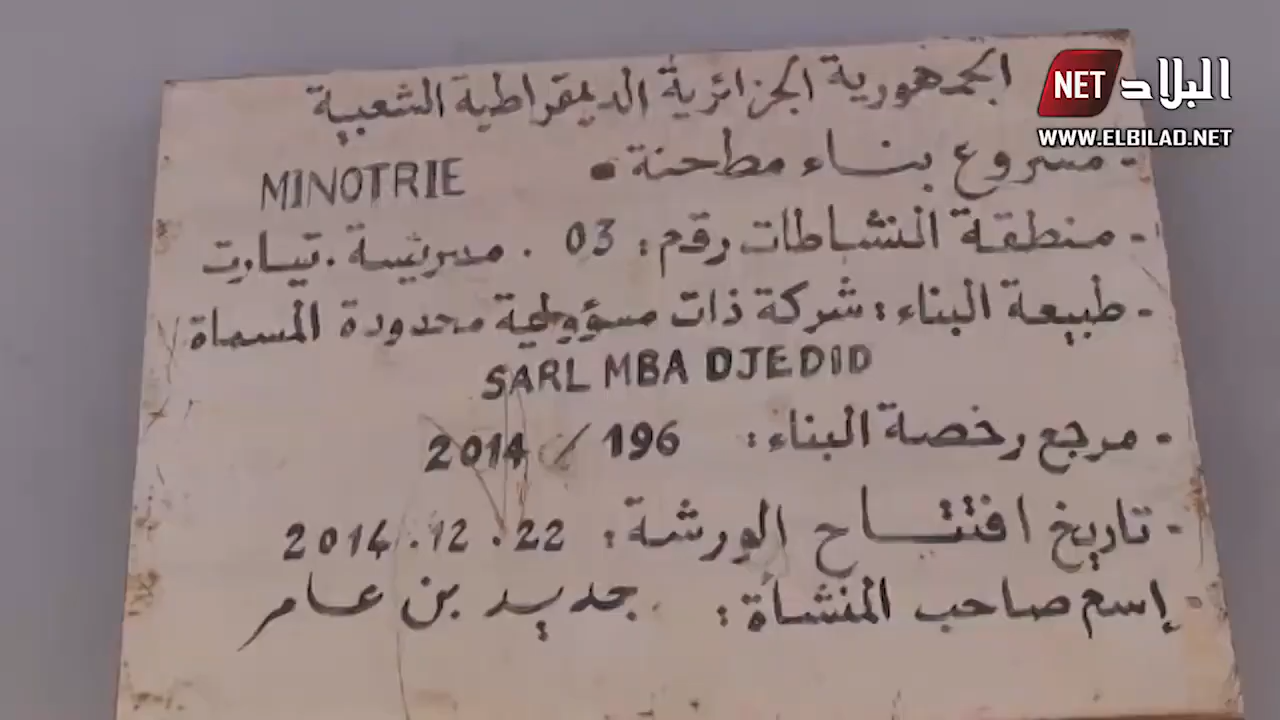 البلاد NET
WWW.ELBILAD.NET
الجمهورية الجزائرية الديمقراطية الشعبية
- مشروع بناء مطحنة . MINOTRIE
- منطقة النشاطات رقم : 03 . مدريسة . تيارت
- طبيعة البناء : شركة ذات مسؤولية محدودة المسماة
SARL MBA DJEDID
- مرجع رخصة البناء : 196 / 2014
- تاريخ افتتاح الورشة : 22 . 12 . 2014
- إسم صاحب المنشأة : جديد بن عامر